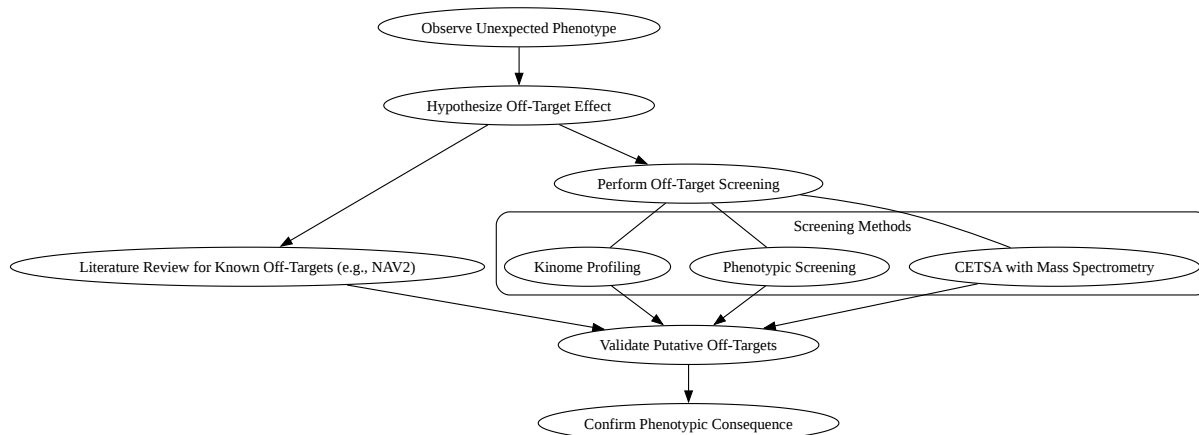 Observe Unexpected Phenotype
Hypothesize Off-Target Effect
Perform Off-Target Screening
Screening Methods
Literature Review for Known Off-Targets (e.g., NAV2)
Kinome Profiling
Phenotypic Screening
CETSA with Mass Spectrometry
Validate Putative Off-Targets
Confirm Phenotypic Consequence